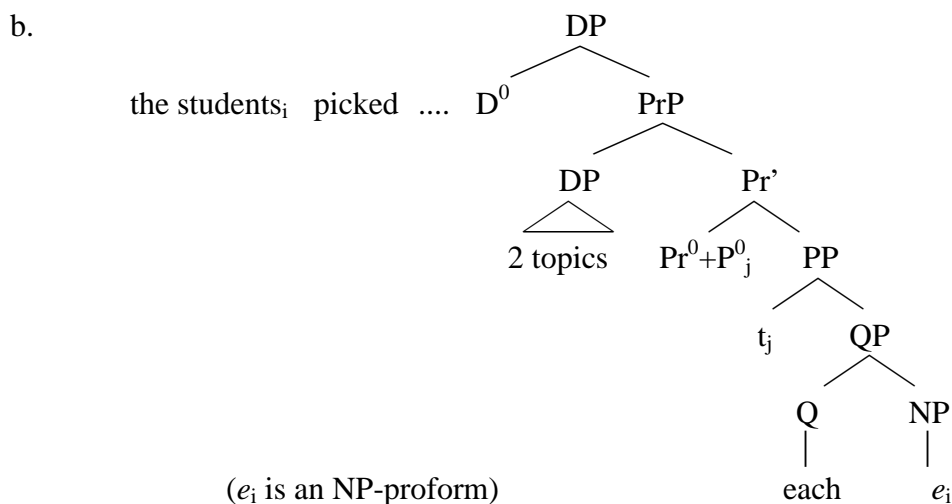 b. DP
the students_i picked .... D^0 PrP
DP Pr’
2 topics Pr^0+P^0_j PP
t_j QP
Q NP
(e_i is an NP-proform) each e_i